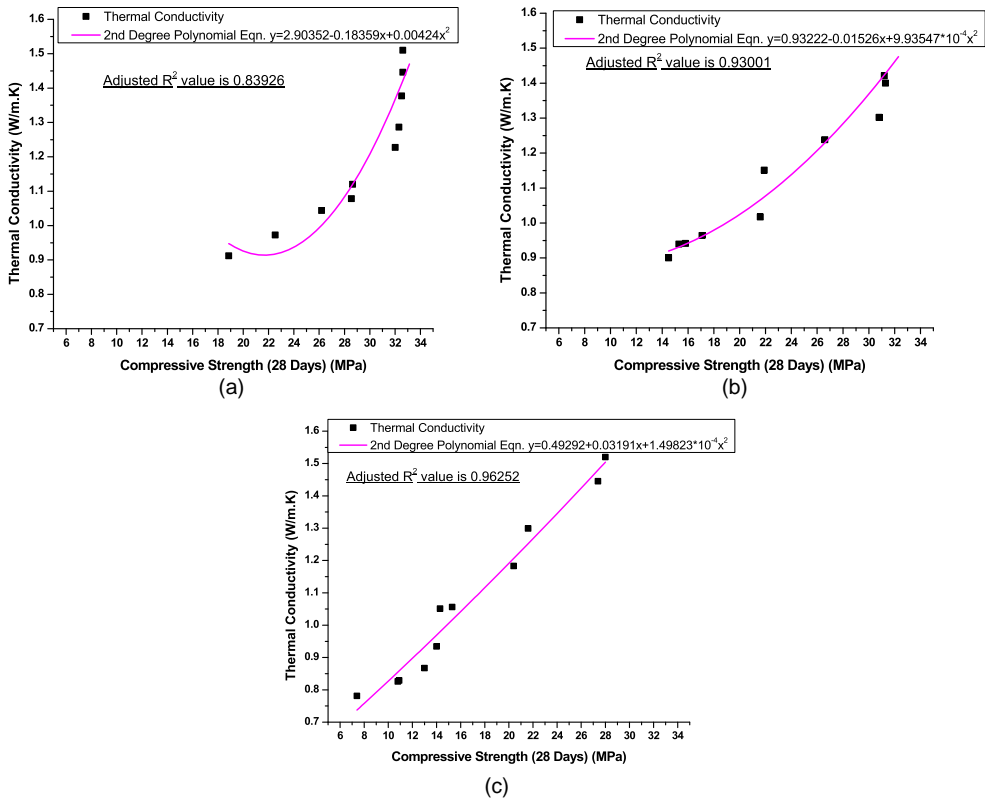 Thermal Conductivity
2nd Degree Polynomial Eqn. y=2.90352-0.18359x+0.00424x²
Adjusted R² value is 0.83926
1.6
1.5
1.4
1.3
1.2
1.1
1.0
0.9
0.8
0.7
Thermal Conductivity (W/m.K)
6 8 10 12 14 16 18 20 22 24 26 28 30 32 34
Compressive Strength (28 Days) (MPa)
(a)
Thermal Conductivity
2nd Degree Polynomial Eqn. y=0.93222-0.01526x+9.93547*10⁻⁴x²
Adjusted R² value is 0.93001
1.6
1.5
1.4
1.3
1.2
1.1
1.0
0.9
0.8
0.7
Thermal Conductivity (W/m.K)
6 8 10 12 14 16 18 20 22 24 26 28 30 32 34
Compressive Strength (28 Days) (MPa)
(b)
Thermal Conductivity
2nd Degree Polynomial Eqn. y=0.49292+0.03191x+1.49823*10⁻⁴x²
Adjusted R² value is 0.96252
1.6
1.5
1.4
1.3
1.2
1.1
1.0
0.9
0.8
0.7
Thermal Conductivity (W/m.K)
6 8 10 12 14 16 18 20 22 24 26 28 30 32 34
Compressive Strength (28 Days) (MPa)
(c)